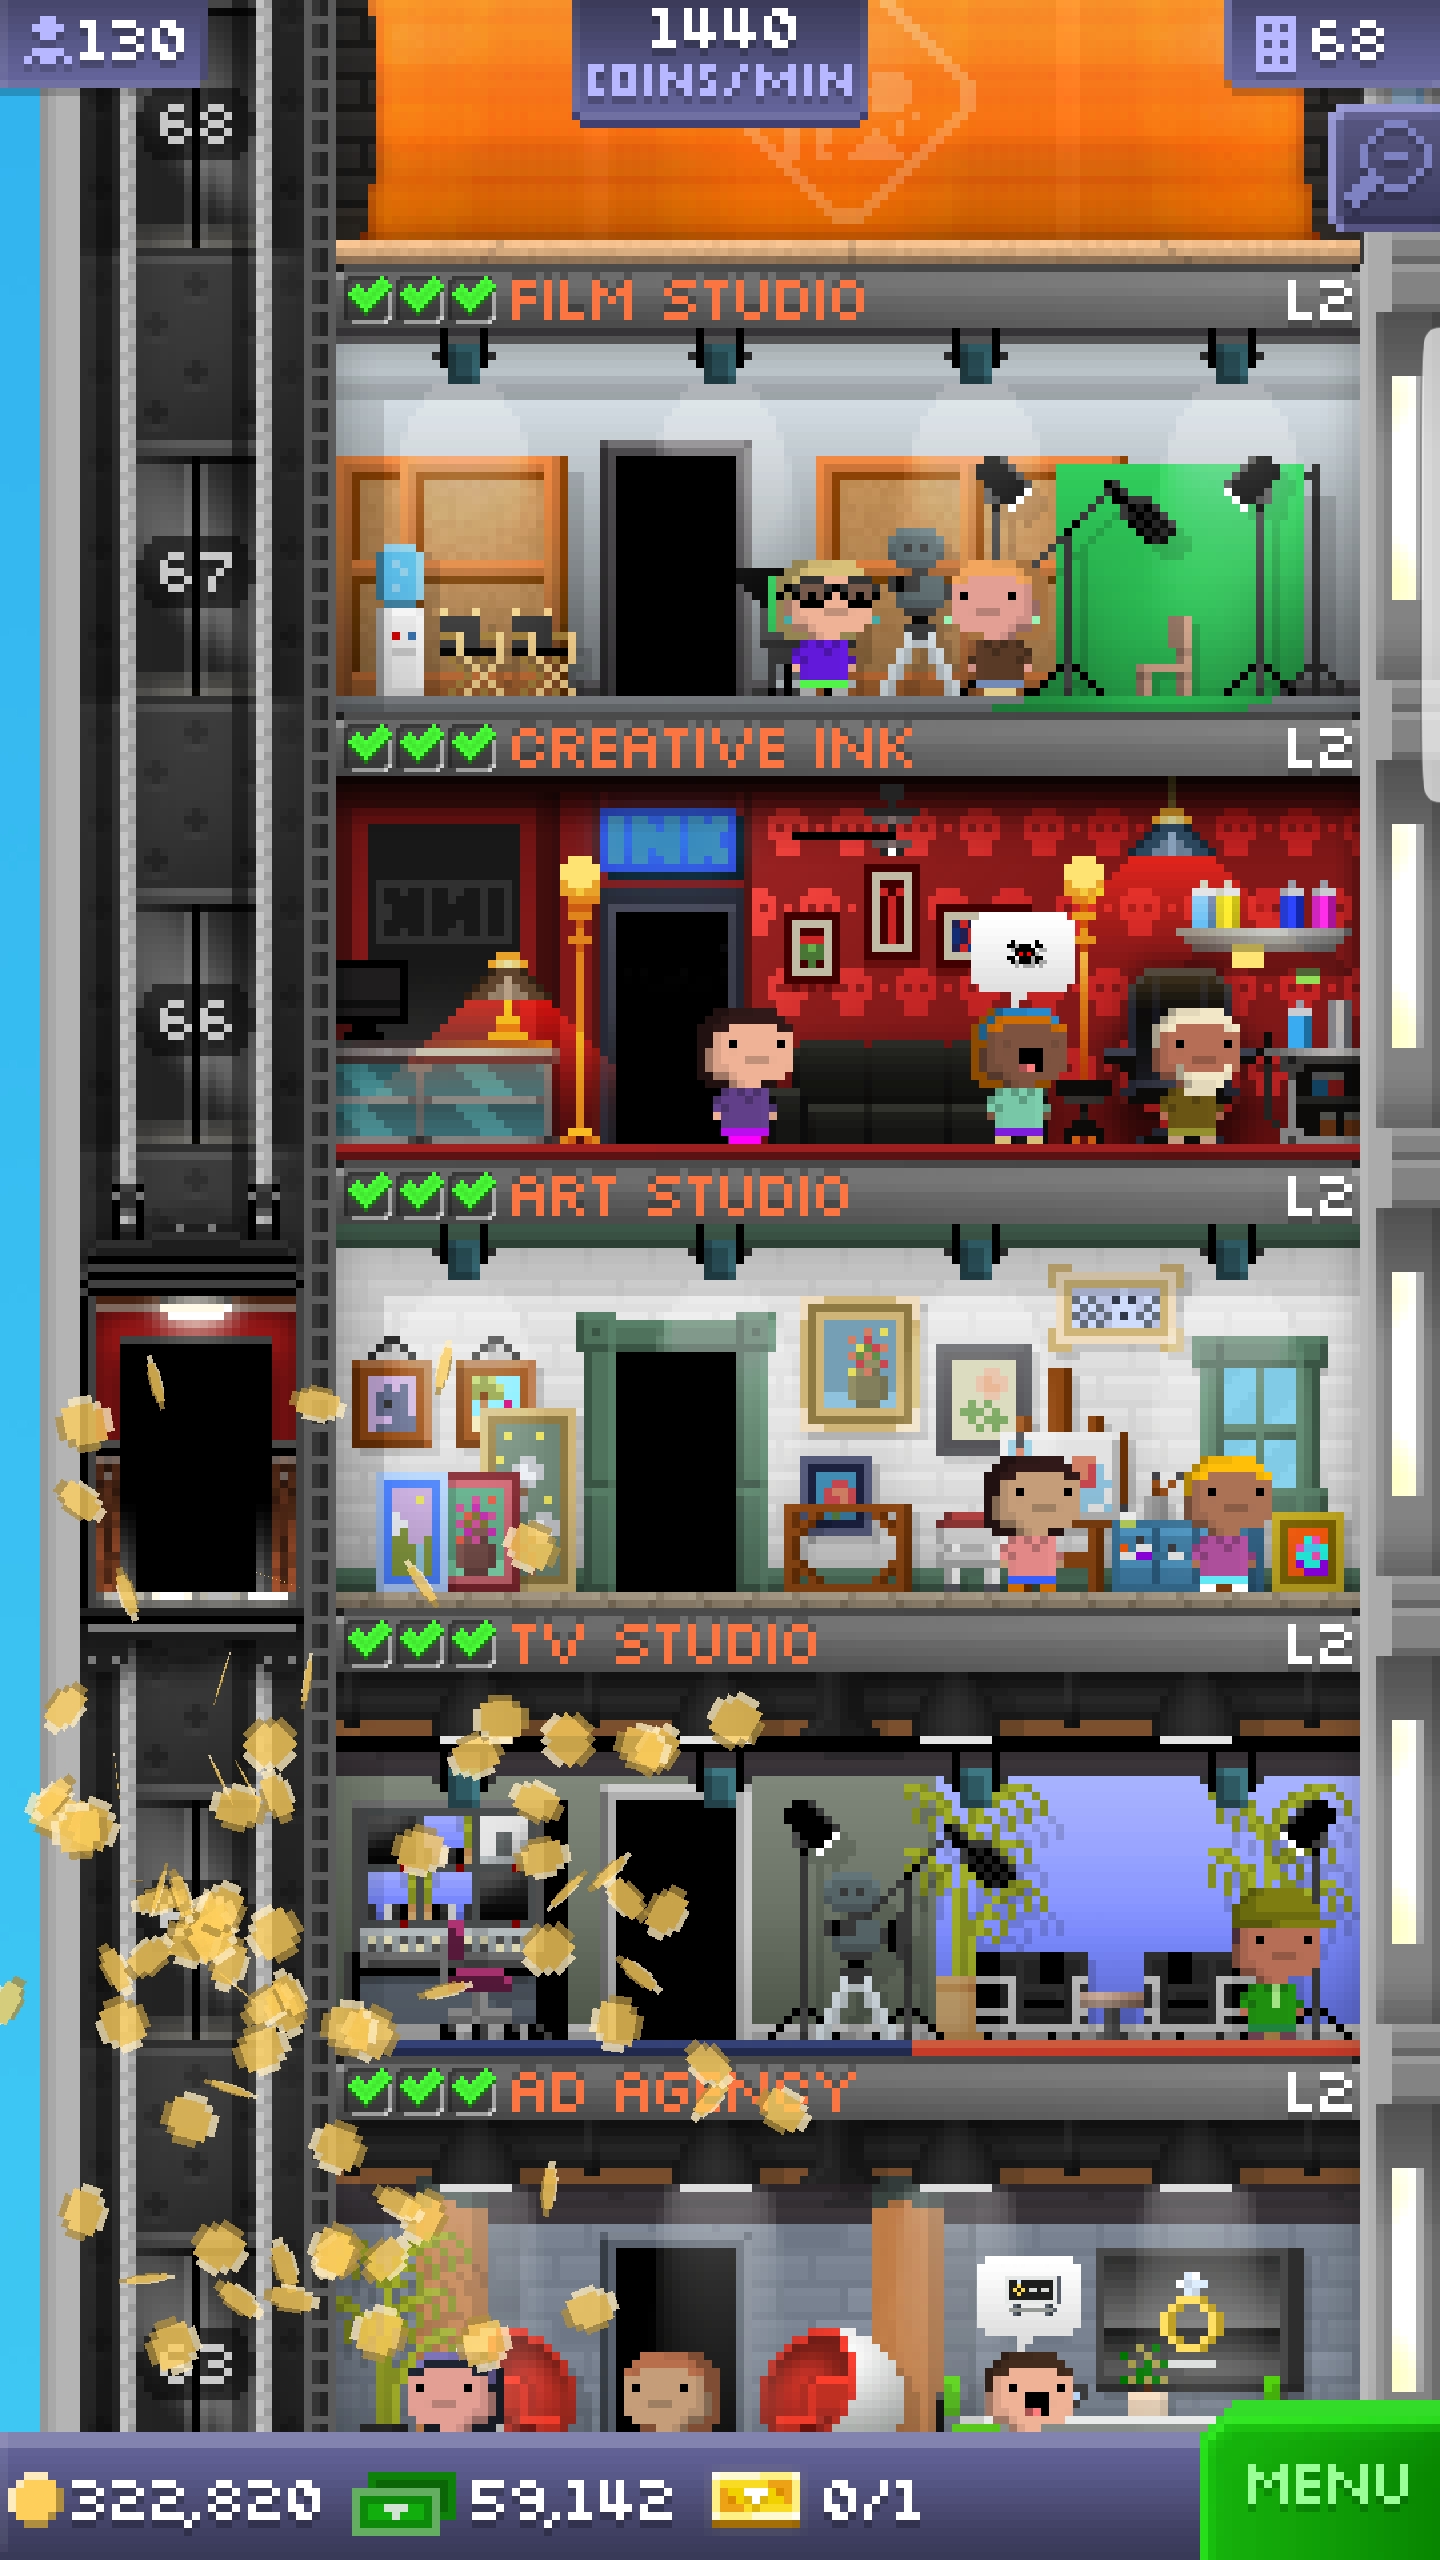 130
1440
COINS/MIN
68
68
FILM STUDIO
L2
67
CREATIVE INK
L2
INK
66
ART STUDIO
L2
TV STUDIO
L2
AD AGENCY
L2
322,820
59,142
0/1
MENU